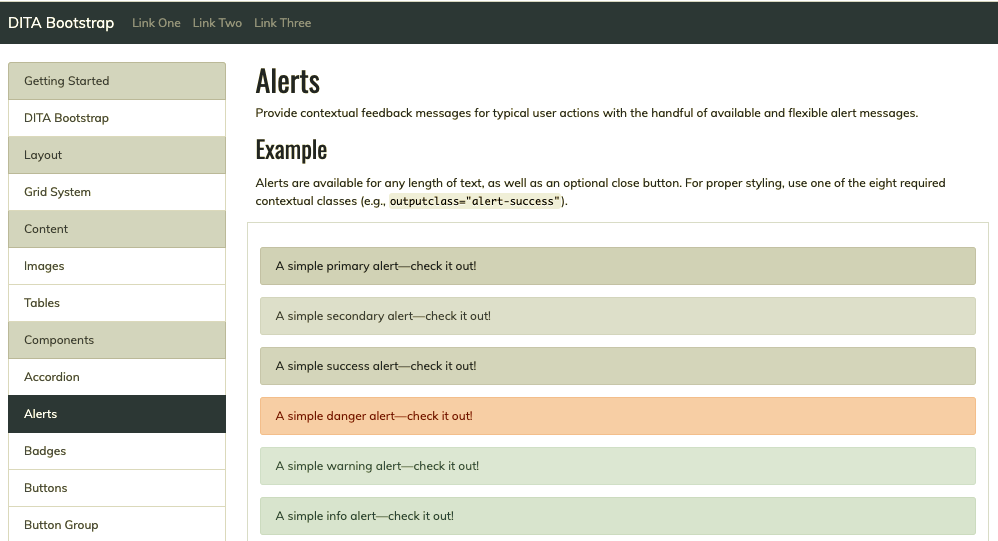 DITA Bootstrap Link One Link Two Link Three
Getting Started
DITA Bootstrap
Layout
Grid System
Content
Images
Tables
Components
Accordion
Alerts
Badges
Buttons
Button Group
Alerts
Provide contextual feedback messages for typical user actions with the handful of available and flexible alert messages.
Example
Alerts are available for any length of text, as well as an optional close button. For proper styling, use one of the eight required
contextual classes (e.g., outputclass="alert-success").
A simple primary alert—check it out!
A simple secondary alert—check it out!
A simple success alert—check it out!
A simple danger alert—check it out!
A simple warning alert—check it out!
A simple info alert—check it out!